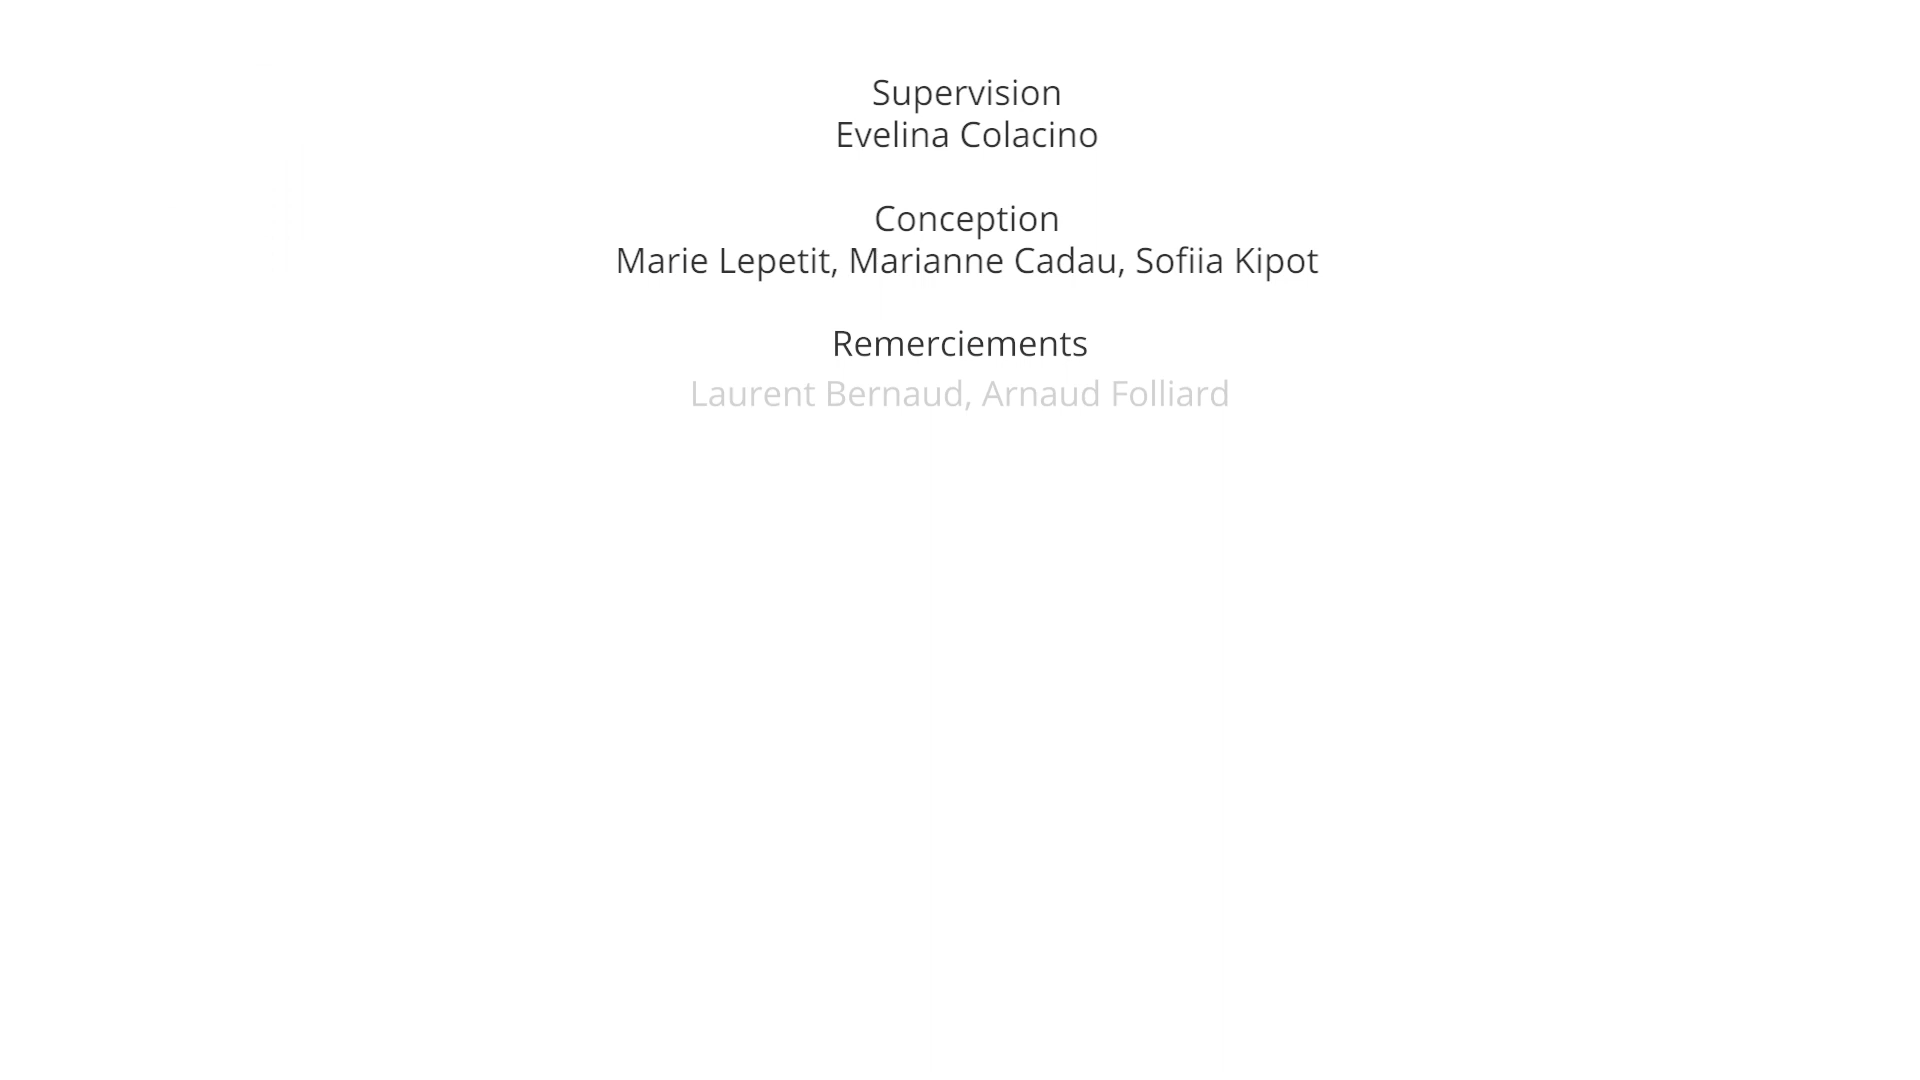 Supervision
Evelina Colacino
Conception
Marie Lepetit, Marianne Cadau, Sofiia Kipot
Remerciements
Laurent Bernaud, Arnaud Folliard